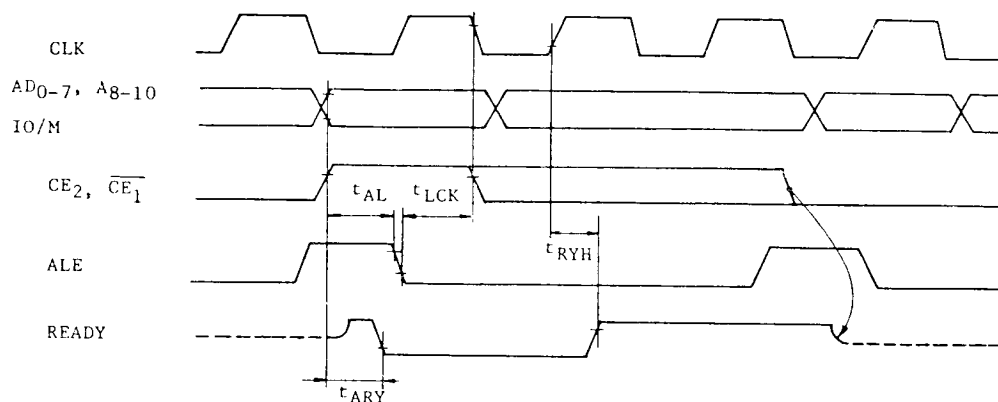 CLK
AD0-7, A8-10
IO/M
CE2, CE1
tAL
tLCK
tRYH
ALE
READY
tARY